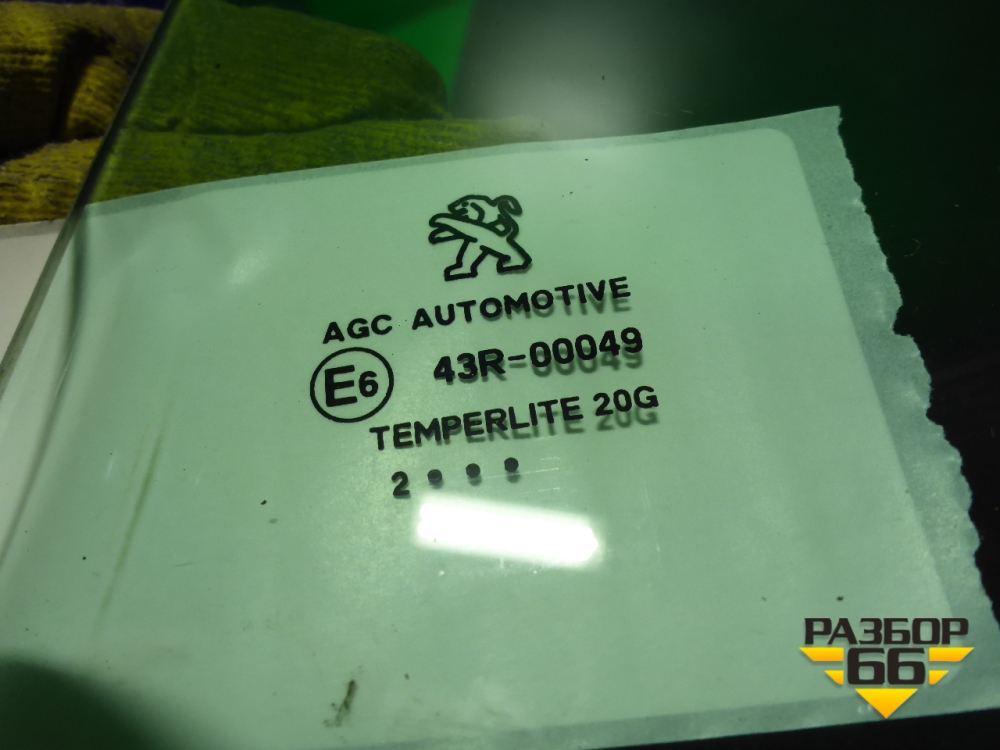 AGC AUTOMOTIVE
E6 43R-00049
TEMPERLITE 20G
2 • • •
РАЗБОР
66